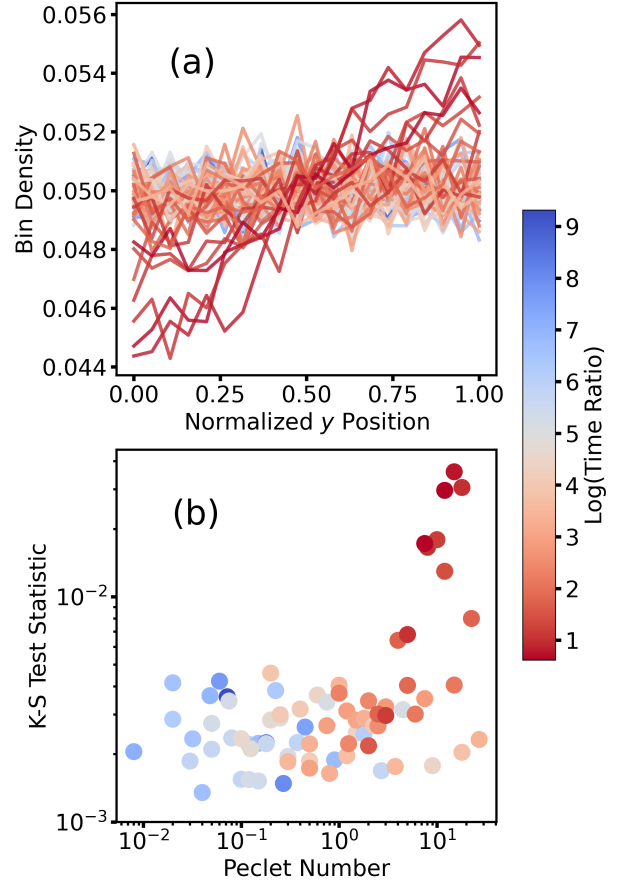 (a)
0.056
0.054
0.052
0.050
0.048
0.046
0.044
Bin Density
0.00 0.25 0.50 0.75 1.00
Normalized y Position
(b)
10⁻²
10⁻³
K-S Test Statistic
10⁻² 10⁻¹ 10⁰ 10¹
Peclet Number
9
8
7
6
5
4
3
2
1
Log(Time Ratio)